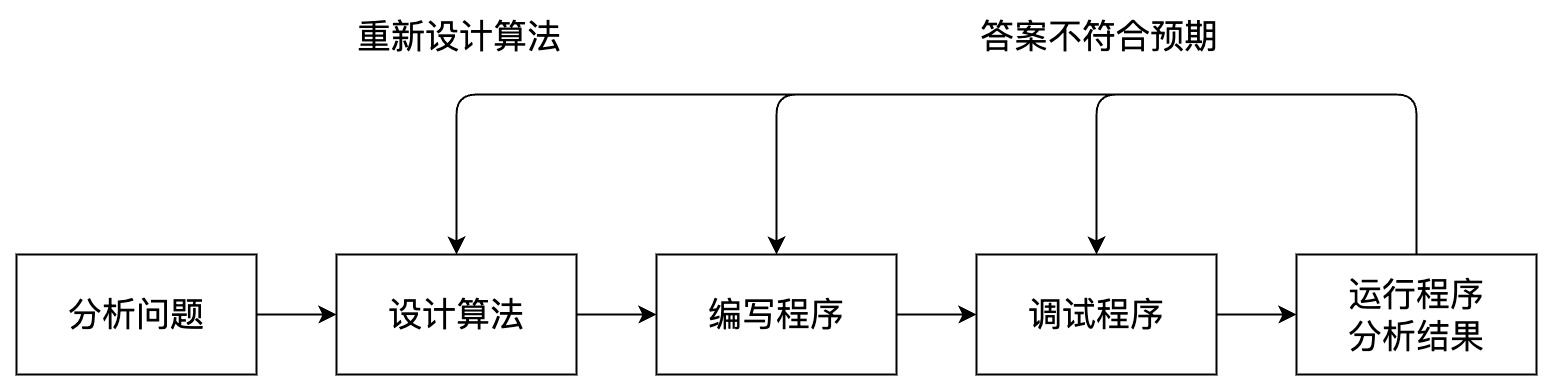 重新设计算法
答案不符合预期
分析问题
设计算法
编写程序
调试程序
运行程序
分析结果